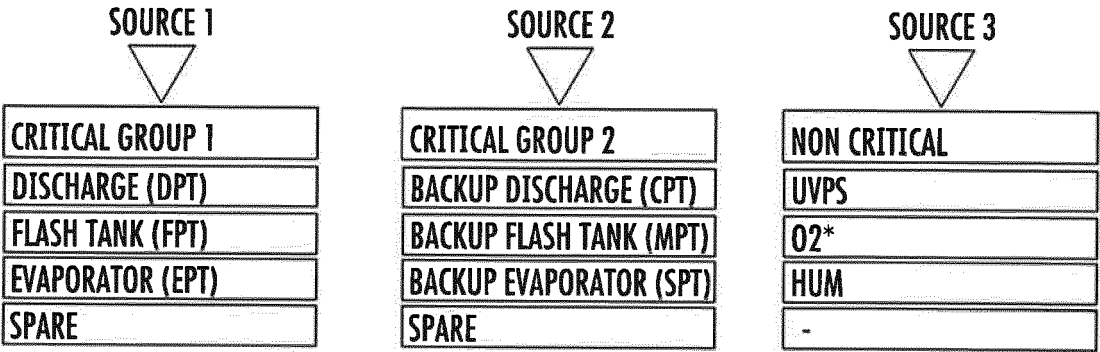 SOURCE 1
CRITICAL GROUP 1
DISCHARGE (DPT)
FLASH TANK (FPT)
EVAPORATOR (EPT)
SPARE
SOURCE 2
CRITICAL GROUP 2
BACKUP DISCHARGE (CPT)
BACKUP FLASH TANK (MPT)
BACKUP EVAPORATOR (SPT)
SPARE
SOURCE 3
NON CRITICAL
UVPS
O2*
HUM
-